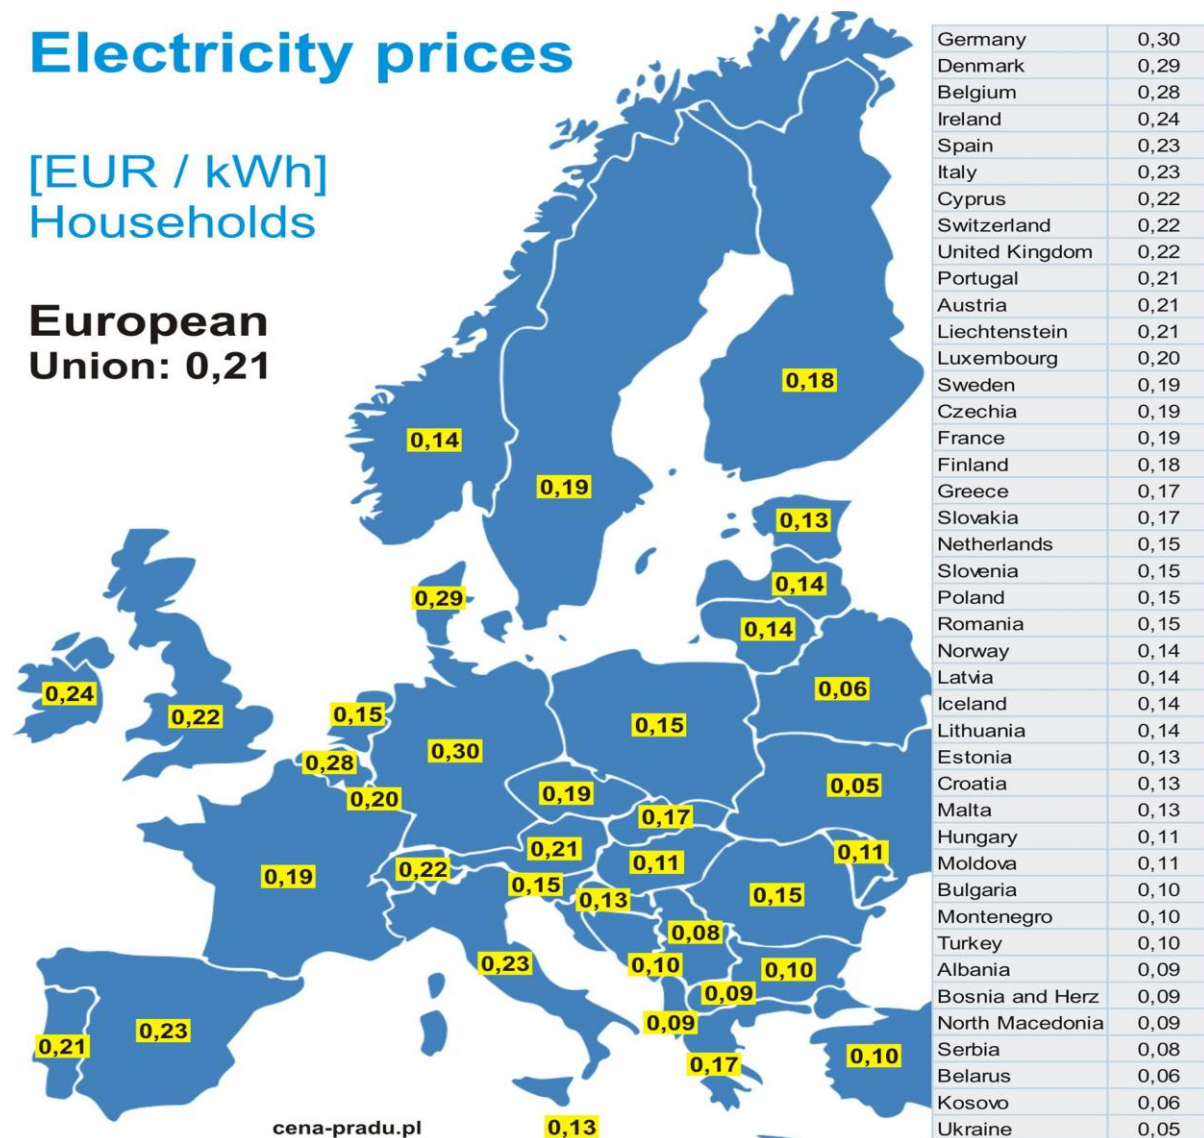 Electricity prices
[EUR / kWh]
Households
European
Union: 0,21
0,18
0,14
0,19
0,13
0,14
0,29
0,14
0,06
0,24
0,22
0,15
0,15
0,30
0,28
0,05
0,19
0,20
0,17
0,21
0,11
0,11
0,22
0,19
0,15
0,15
0,13
0,08
0,23
0,10
0,10
0,09
0,09
0,23
0,21
0,17
0,10
cena-pradu.pl
0,13
Germany 0,30
Denmark 0,29
Belgium 0,28
Ireland 0,24
Spain 0,23
Italy 0,23
Cyprus 0,22
Switzerland 0,22
United Kingdom 0,22
Portugal 0,21
Austria 0,21
Liechtenstein 0,21
Luxembourg 0,20
Sweden 0,19
Czechia 0,19
France 0,19
Finland 0,18
Greece 0,17
Slovakia 0,17
Netherlands 0,15
Slovenia 0,15
Poland 0,15
Romania 0,15
Norway 0,14
Latvia 0,14
Iceland 0,14
Lithuania 0,14
Estonia 0,13
Croatia 0,13
Malta 0,13
Hungary 0,11
Moldova 0,11
Bulgaria 0,10
Montenegro 0,10
Turkey 0,10
Albania 0,09
Bosnia and Herz 0,09
North Macedonia 0,09
Serbia 0,08
Belarus 0,06
Kosovo 0,06
Ukraine 0,05